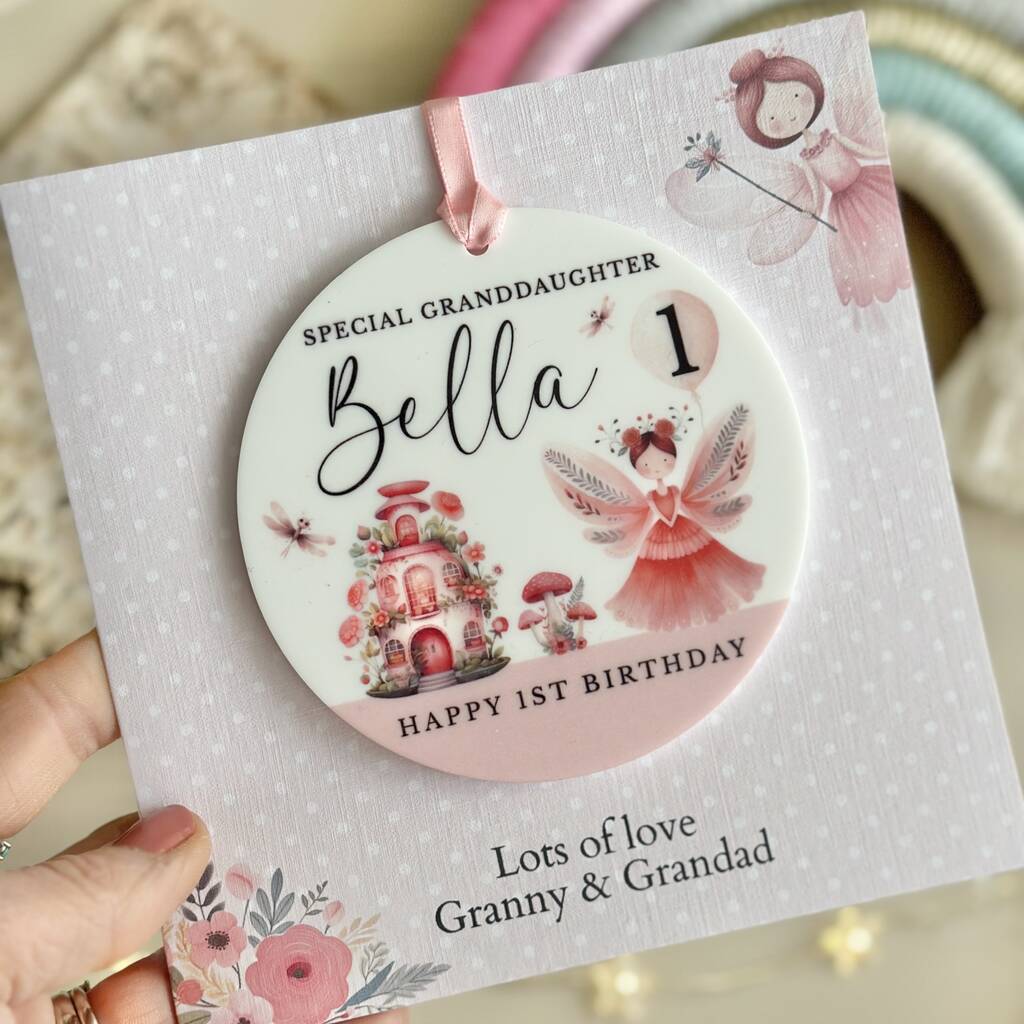 SPECIAL GRANDDAUGHTER
Bella
1
HAPPY 1ST BIRTHDAY
Lots of love
Granny & Grandad